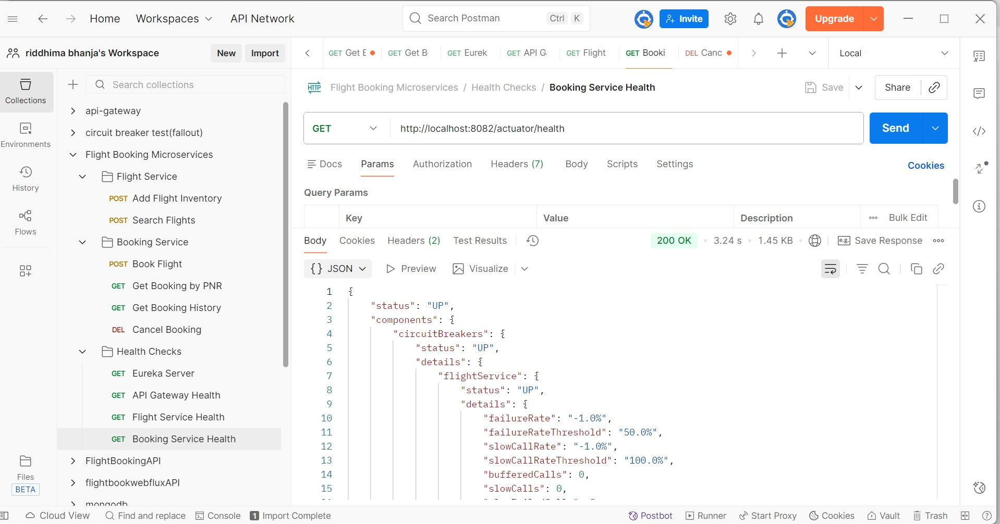 Home Workspaces API Network Search Postman Ctrl K Invite Upgrade
riddhima bhanja's Workspace New Import
GET Get B GET Get B GET Eurek GET API G GET Flight GET Booki DEL Canc Local
Search collections
Collections
Environments
History
Flows
Files
BETA
api-gateway
circuit breaker test(fallout)
Flight Booking Microservices
Flight Service
POST Add Flight Inventory
POST Search Flights
Booking Service
POST Book Flight
GET Get Booking by PNR
GET Get Booking History
DEL Cancel Booking
Health Checks
GET Eureka Server
GET API Gateway Health
GET Flight Service Health
GET Booking Service Health
FlightBookingAPI
flightbookwebfluxAPI
mongodb
HTTP Flight Booking Microservices / Health Checks / Booking Service Health Save Share
GET http://localhost:8082/actuator/health Send
Docs Params Authorization Headers (7) Body Scripts Settings Cookies
Query Params
Key Value Description Bulk Edit
Body Cookies Headers (2) Test Results 200 OK 3.24 s 1.45 KB e.g. Save Response
{} JSON Preview Visualize
1 {
2 "status": "UP",
3 "components": {
4 "circuitBreakers": {
5 "status": "UP",
6 "details": {
7 "flightService": {
8 "status": "UP",
9 "details": {
10 "failureRate": "-1.0%",
11 "failureRateThreshold": "50.0%",
12 "slowCallRate": "-1.0%",
13 "slowCallRateThreshold": "100.0%",
14 "bufferedCalls": 0,
15 "slowCalls": 0,
Cloud View Find and replace Console 1 Import Complete Postbot Runner Start Proxy Cookies Vault Trash